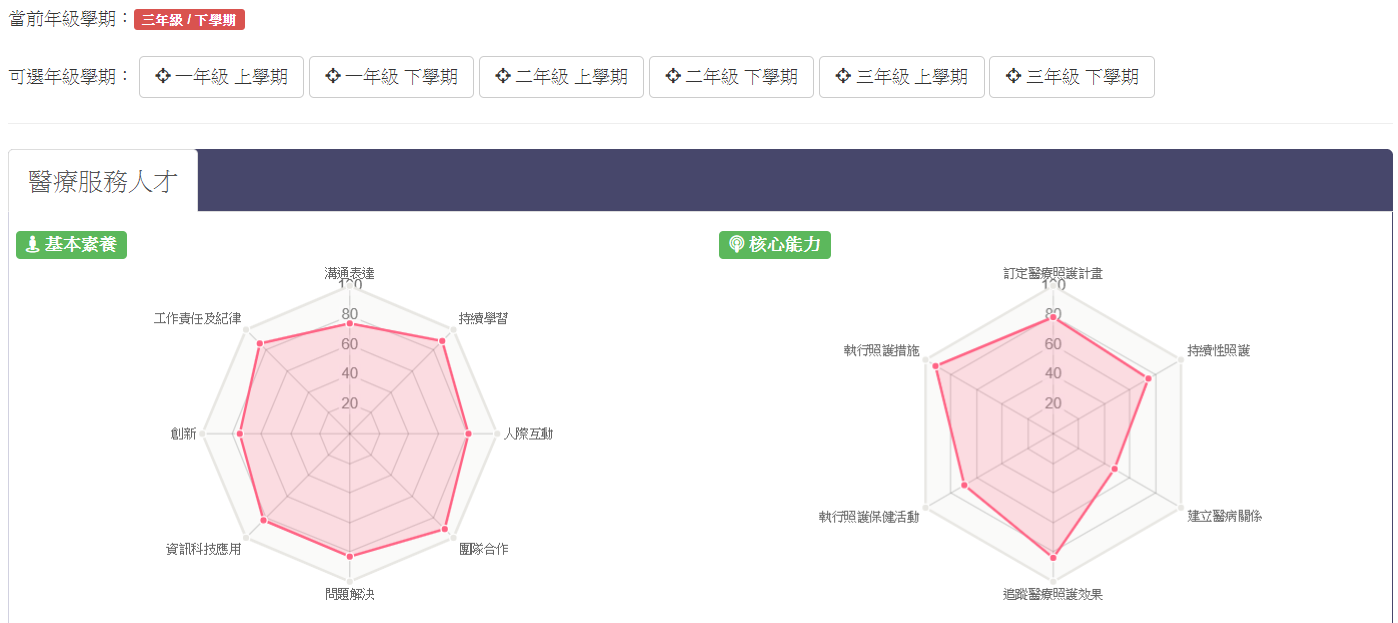 當前年級學期： 三年級 / 下學期
可選年級學期： 一年級 上學期 一年級 下學期 二年級 上學期 二年級 下學期 三年級 上學期 三年級 下學期
醫療服務人才
基本素養
溝通表達
100
80
60
40
20
持續學習
人際互動
團隊合作
問題解決
資訊科技應用
創新
工作責任及紀律
核心能力
訂定醫療照護計畫
100
80
60
40
20
持續性照護
建立醫病關係
追蹤醫療照護效果
執行照護保健活動
執行照護措施